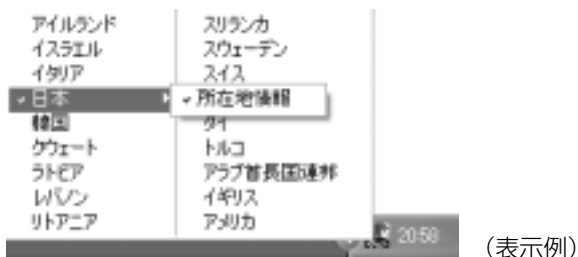 アイルランド
イスラエル
イタリア
日本
韓国
クウェート
ラトビア
レバノン
リトアニア
スリランカ
スウェーデン
スイス
所在地情報
タイ
トルコ
アラブ首長国連邦
イギリス
アメリカ
20:58
（表示例）